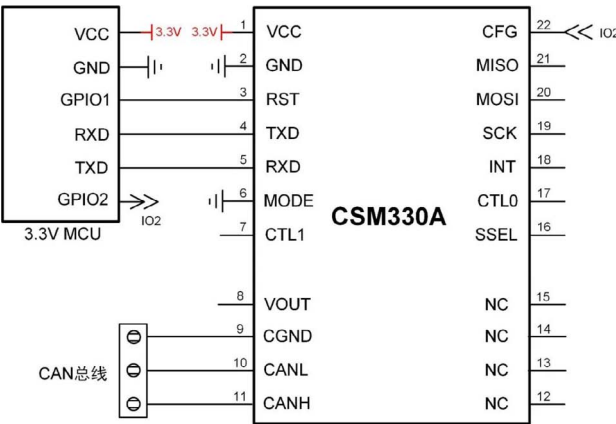 VCC 3.3V 3.3V 1 VCC CFG 22 IO2
GND 2 GND MISO 21
GPIO1 3 RST MOSI 20
RXD 4 TXD SCK 19
TXD 5 RXD INT 18
GPIO2 IO2 6 MODE CTL0 17
3.3V MCU 7 CTL1 SSEL 16
CSM330A
8 VOUT NC 15
9 CGND NC 14
CAN总线 10 CANL NC 13
11 CANH NC 12